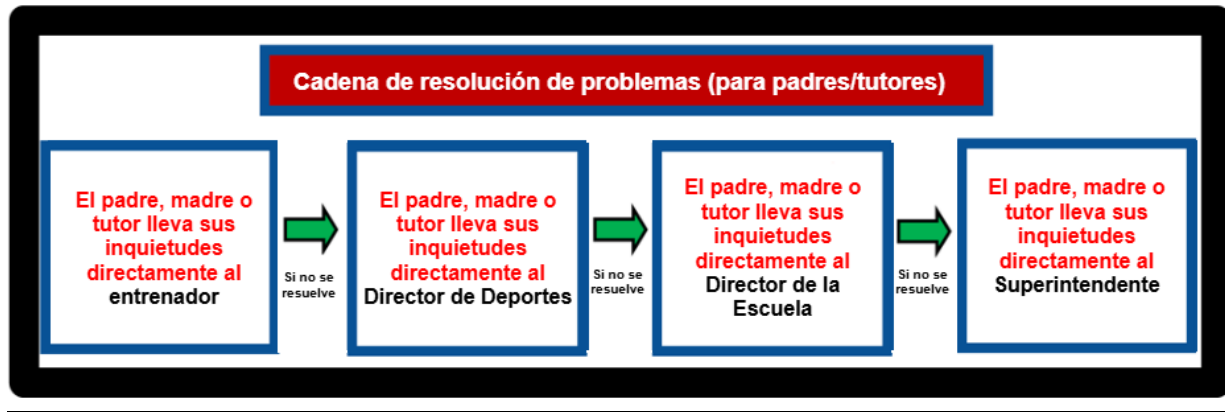 Cadena de resolución de problemas (para padres/tutores)
El padre, madre o
tutor lleva sus
inquietudes
directamente al
entrenador
Si no se
resuelve
El padre, madre o
tutor lleva sus
inquietudes
directamente al
Director de Deportes
Si no se
resuelve
El padre, madre o
tutor lleva sus
inquietudes
directamente al
Director de la
Escuela
Si no se
resuelve
El padre, madre o
tutor lleva sus
inquietudes
directamente al
Superintendente